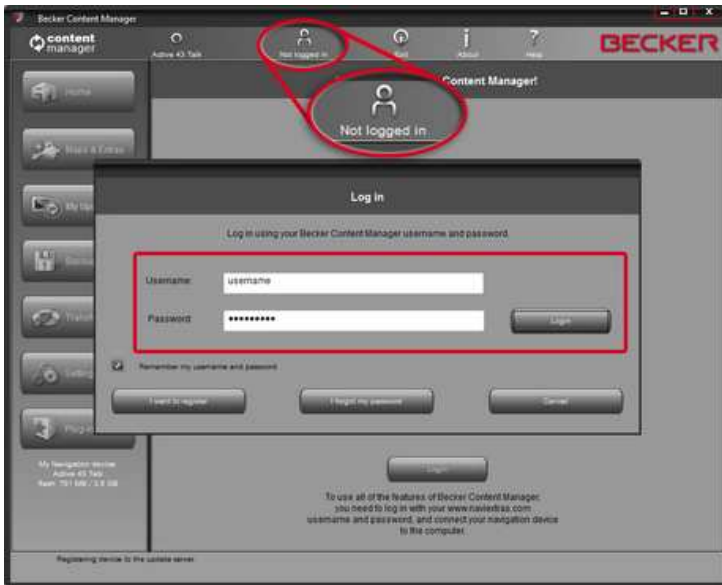 Becker Content Manager
content
manager
Active 43 Talk
Not logged in
About
Help
BECKER
Content Manager!
Not logged in
Home
Maps & Extras
Log in
Log in using your Becker Content Manager username and password.
Username:
username
Password:
•••••••••
Login
Remember my username and password
I want to register
I forgot my password
Cancel
My Navigation device:
Active 43 Talk
Login
To use all of the features of Becker Content Manager,
you need to log in with your www.naviextras.com
username and password, and connect your navigation device
to the computer.
Registering device to the update server.